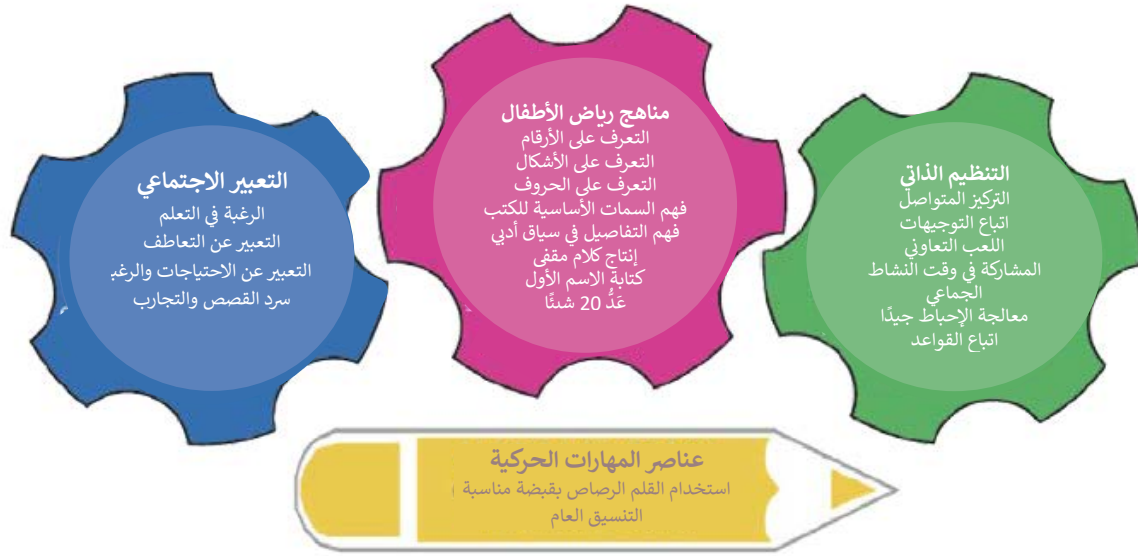 التنظيم الذاتي
التركيز المتواصل
اتباع التوجيهات
اللعب التعاوني
المشاركة في وقت النشاط
الجماعي
معالجة الإحباط جيدًا
اتباع القواعد
مناهج رياض الأطفال
التعرف على الأرقام
التعرف على الأشكال
التعرف على الحروف
فهم السمات الأساسية للكتب
فهم التفاصيل في سياق أدبي
إنتاج كلام مقفى
كتابة الاسم الأول
عَدُّ 20 شئًا
التعبير الاجتماعي
الرغبة في التعلم
التعبير عن التعاطف
التعبير عن الاحتياجات والرغب
سرد القصص والتجارب
عناصر المهارات الحركية
استخدام القلم الرصاص بقبضة مناسبة
التنسيق العام